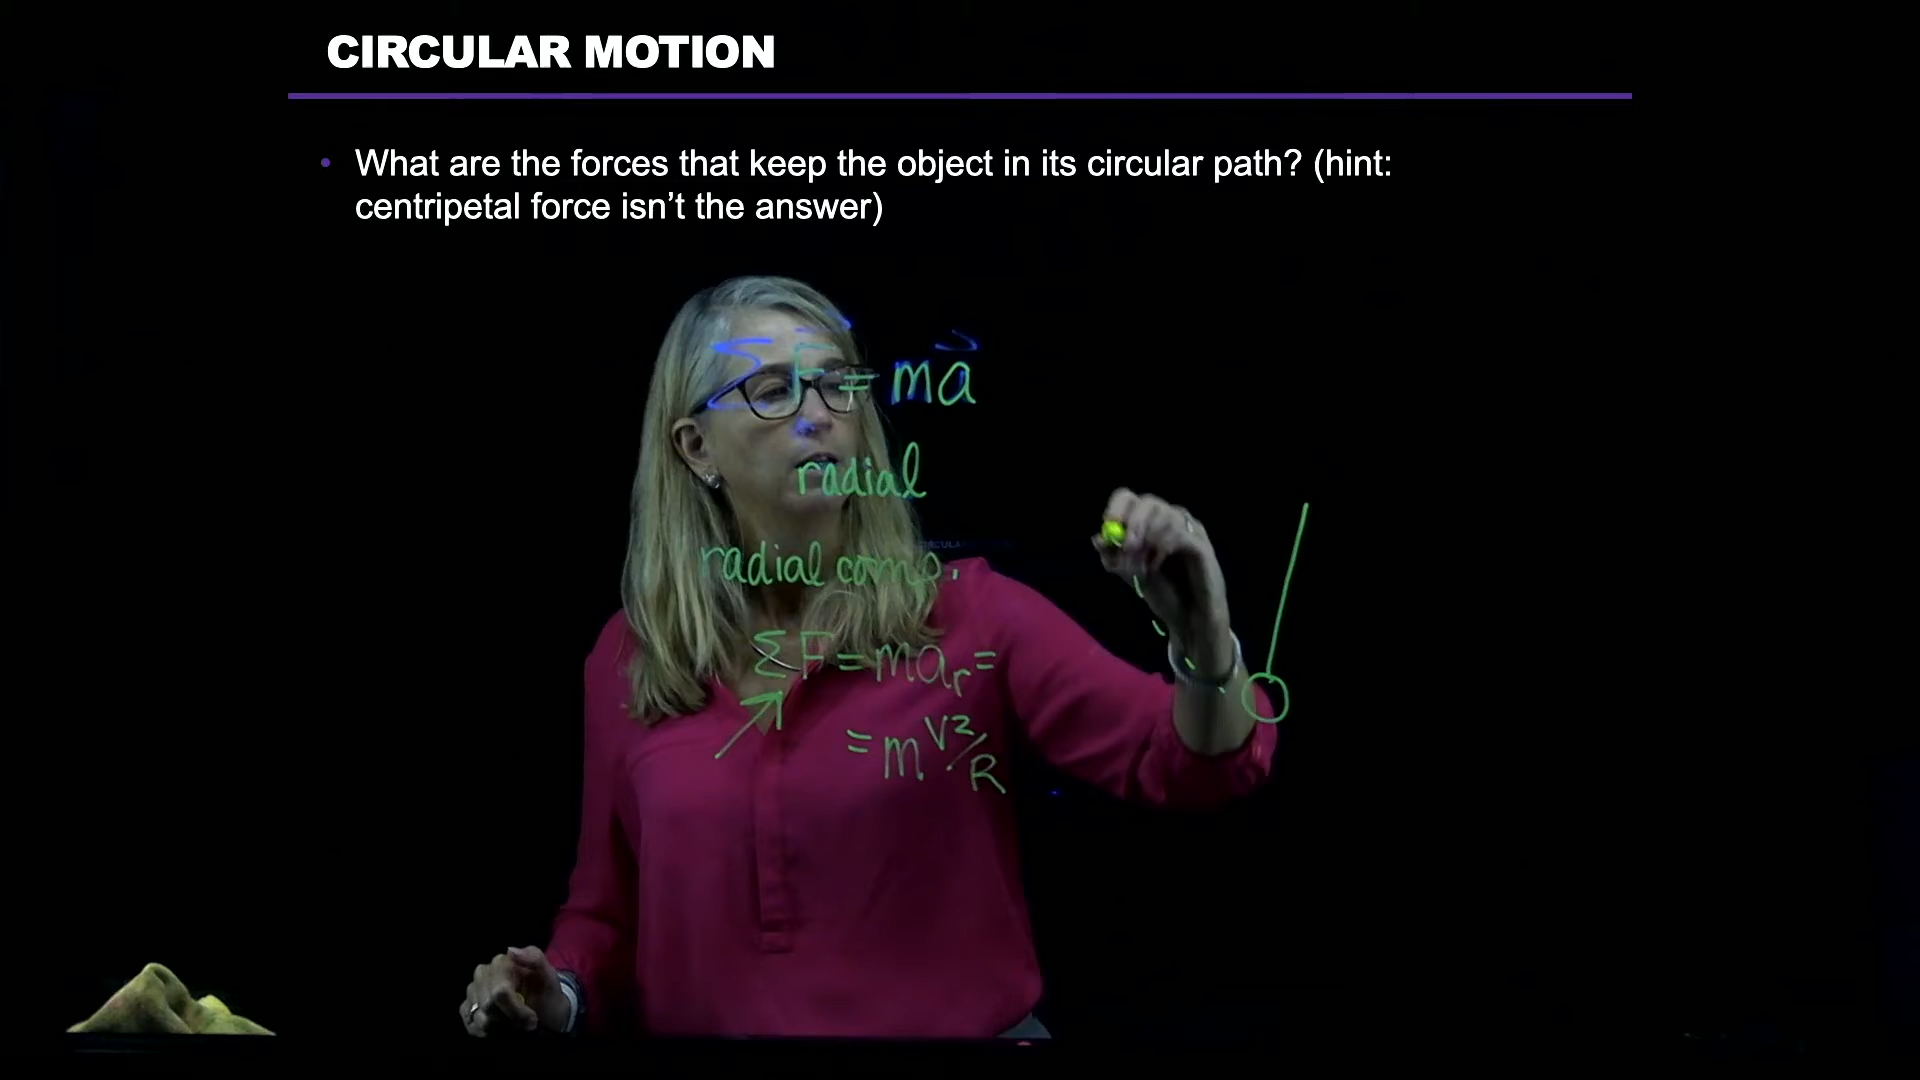 CIRCULAR MOTION
• What are the forces that keep the object in its circular path? (hint:
centripetal force isn’t the answer)
ΣF⃗ = ma⃗
radial
radial comp.
ΣF = maᵣ =
= m V²/R